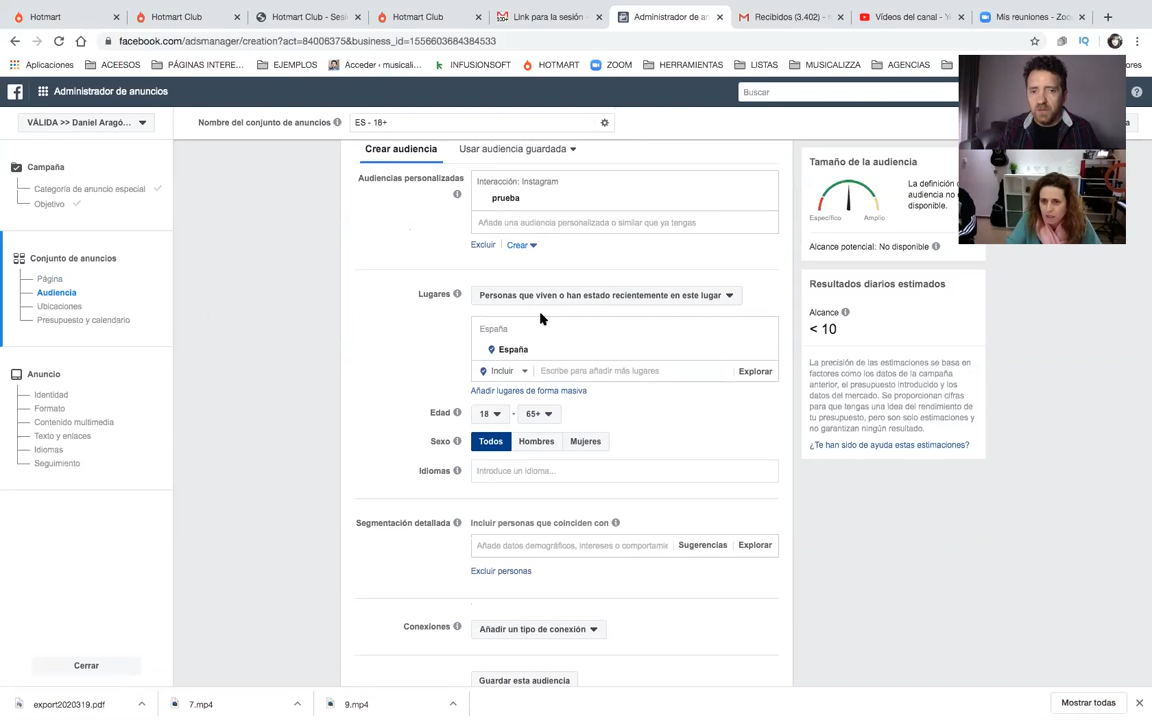 Hotmart
Hotmart Club
Hotmart Club - Sesi
Hotmart Club
Link para la sesión -
Administrador de an
Recibidos (3.402) -
Vídeos del canal - Y
Mis reuniones - Zoo
facebook.com/adsmanager/creation?act=84006375&business_id=1556603684384533
Aplicaciones
ACEESOS
PÁGINAS INTERE...
EJEMPLOS
Acceder ‹ musicali...
INFUSIONSOFT
HOTMART
ZOOM
HERRAMIENTAS
LISTAS
MUSICALIZZA
AGENCIAS
ores
Administrador de anuncios
Buscar
VÁLIDA >> Daniel Aragó...
Nombre del conjunto de anuncios
ES - 18+
Campaña
Categoría de anuncio especial
Objetivo
Conjunto de anuncios
Página
Audiencia
Ubicaciones
Presupuesto y calendario
Anuncio
Identidad
Formato
Contenido multimedia
Texto y enlaces
Idiomas
Seguimiento
Cerrar
Crear audiencia
Usar audiencia guardada
Audiencias personalizadas
Interacción: Instagram
prueba
Añade una audiencia personalizada o similar que ya tengas
Excluir
Crear
Lugares
Personas que viven o han estado recientemente en este lugar
España
España
Incluir
Escribe para añadir más lugares
Explorar
Añadir lugares de forma masiva
Edad
18
-
65+
Sexo
Todos
Hombres
Mujeres
Idiomas
Introduce un idioma...
Segmentación detallada
Incluir personas que coinciden con
Añade datos demográficos, intereses o comportamie
Sugerencias
Explorar
Excluir personas
Conexiones
Añadir un tipo de conexión
Guardar esta audiencia
Tamaño de la audiencia
Específico
Amplio
La definición
audiencia no
disponible.
Alcance potencial: No disponible
Resultados diarios estimados
Alcance
< 10
La precisión de las estimaciones se basa en
factores como los datos de la campaña
anterior, el presupuesto introducido y los
datos del mercado. Se proporcionan cifras
para que tengas una idea del rendimiento de
tu presupuesto, pero son solo estimaciones y
no garantizan ningún resultado.
¿Te han sido de ayuda estas estimaciones?
export2020319.pdf
7.mp4
9.mp4
Mostrar todas